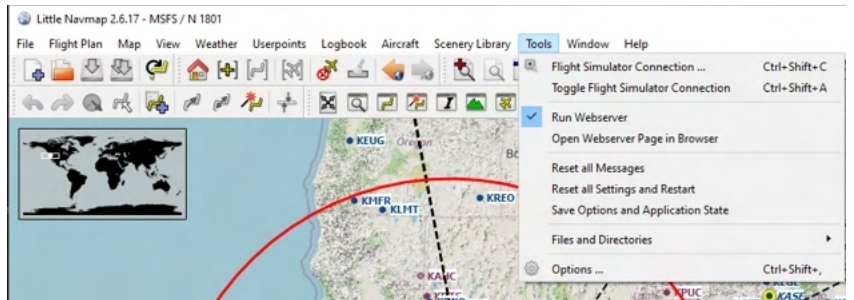 Little Navmap 2.6.17 - MSFS / N 1801
File Flight Plan Map View Weather Userpoints Logbook Aircraft Scenery Library Tools Window Help
Flight Simulator Connection ... Ctrl+Shift+C
Toggle Flight Simulator Connection Ctrl+Shift+A
Run Webserver
Open Webserver Page in Browser
Reset all Messages
Reset all Settings and Restart
Save Options and Application State
Files and Directories
Options ... Ctrl+Shift+,
KEUG
Oregon
KMFR
KLMT
KREO
KPUC
KASE